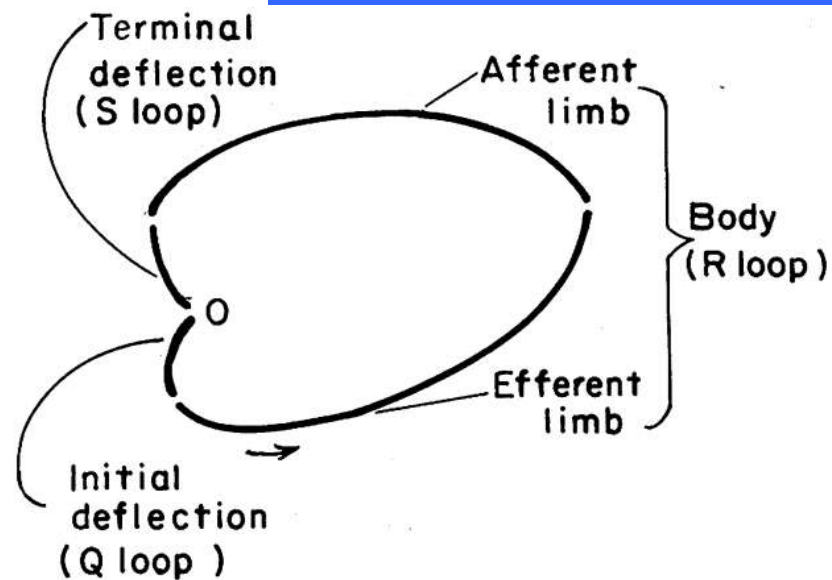 Terminal
deflection
(S loop)
Afferent
limb
Body
(R loop)
O
Efferent
limb
Initial
deflection
(Q loop )